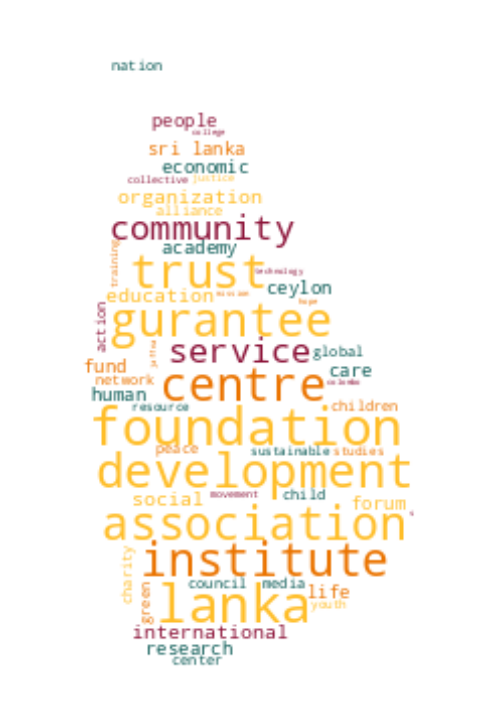 nation
people
college
sri lanka
economic
collective justice
organization
alliance
community
academy
training
trust technology
ceylon
education mission
hope
gurantee
action
jaffna
service global
fund
care
network centre colombo
human
resource children
foundation
peace sustainable studies
development
social movement child
forum
association
institute
charity
council media
green lanka life
youth
international
research
center